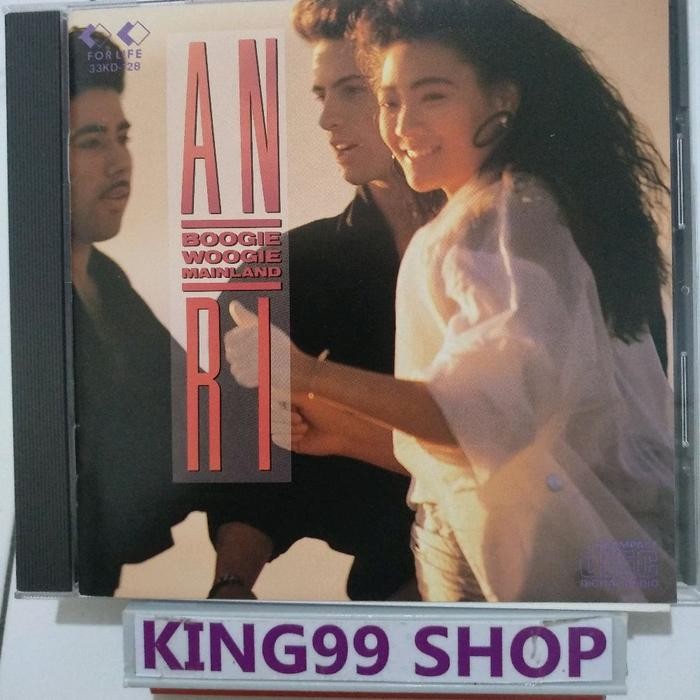 FOR LIFE
33KD-128
AN
BOOGIE
WOOGIE
MAINLAND
RI
COMPACT
disc
DIGITAL AUDIO
KING99 SHOP